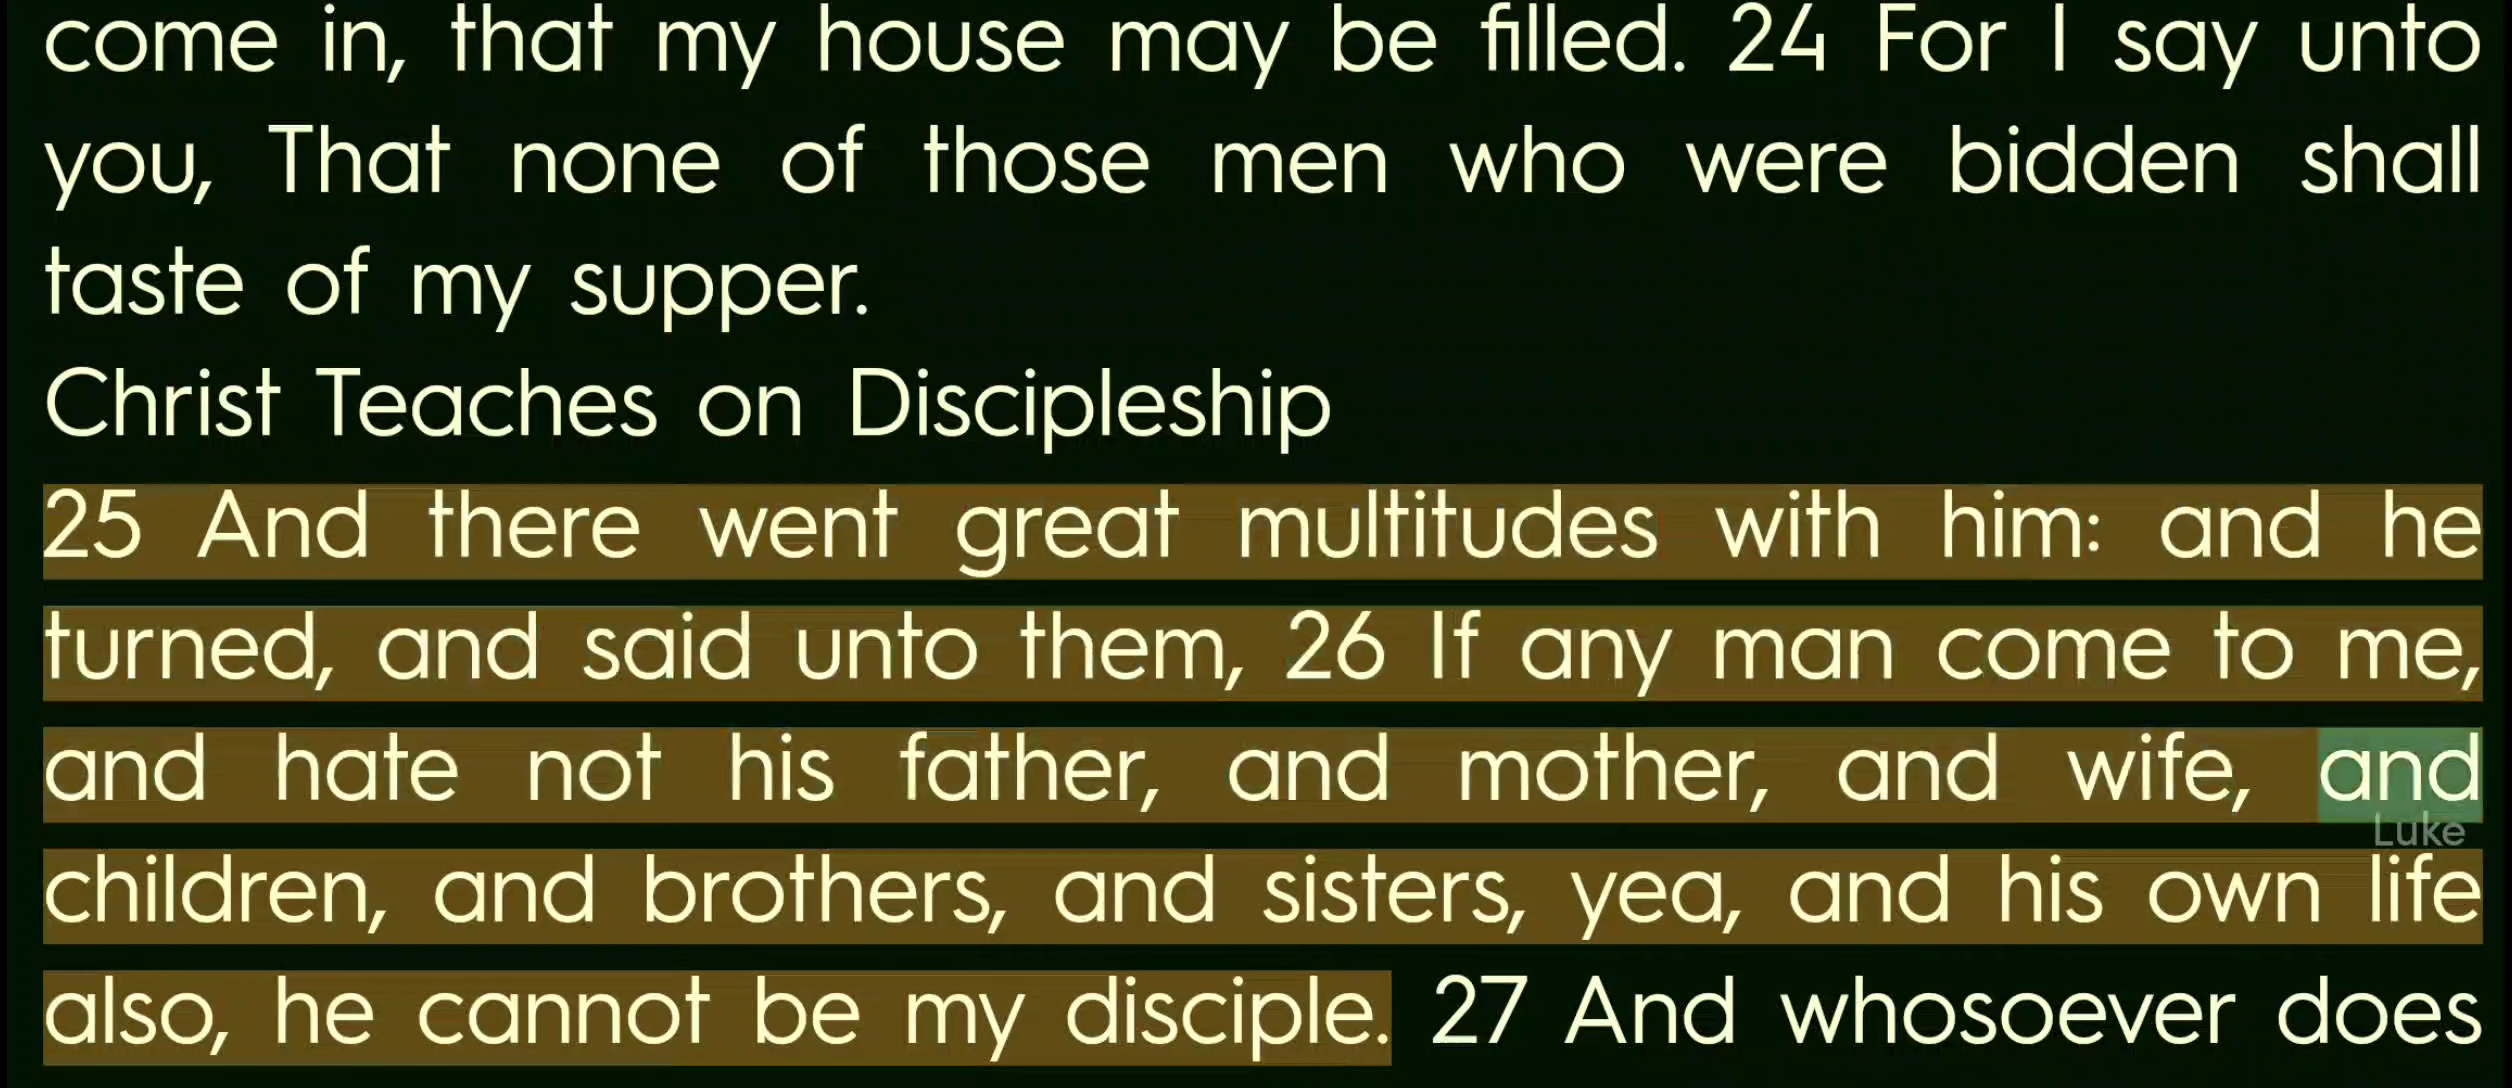 come in, that my house may be filled. 24 For I say unto
you, That none of those men who were bidden shall
taste of my supper.
Christ Teaches on Discipleship
25 And there went great multitudes with him: and he
turned, and said unto them, 26 If any man come to me,
and hate not his father, and mother, and wife, and
Luke
children, and brothers, and sisters, yea, and his own life
also, he cannot be my disciple. 27 And whosoever does